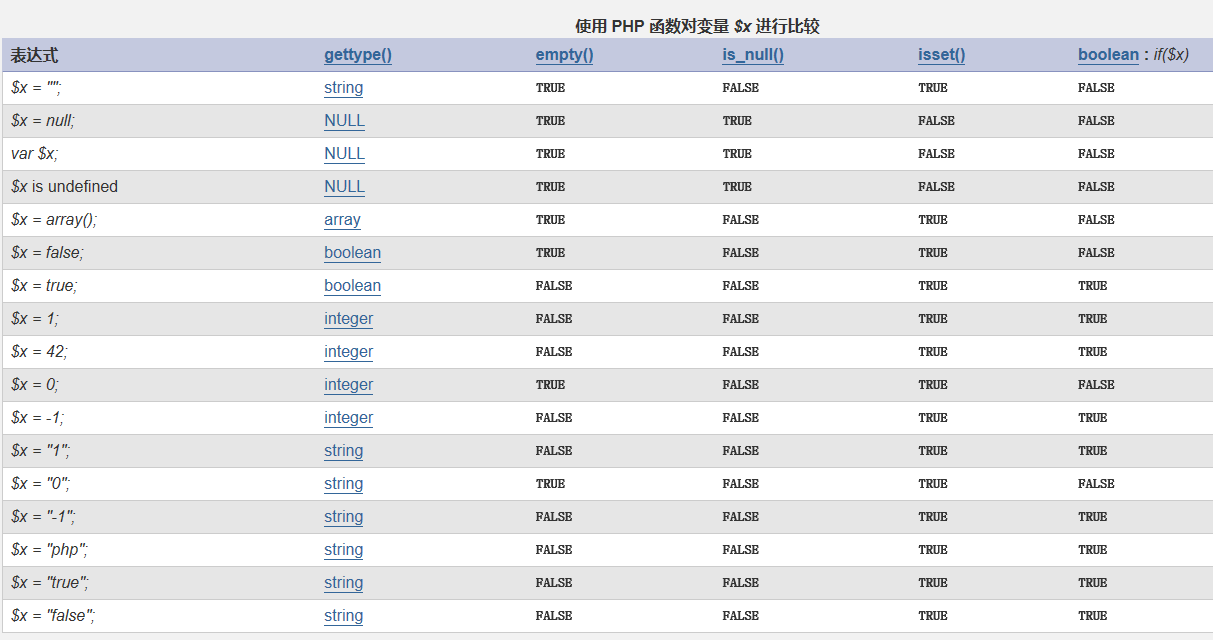 使用 PHP 函数对变量 $x 进行比较
表达式 gettype() empty() is_null() isset() boolean : if($x)
$x = ""; string TRUE FALSE TRUE FALSE
$x = null; NULL TRUE TRUE FALSE FALSE
var $x; NULL TRUE TRUE FALSE FALSE
$x is undefined NULL TRUE TRUE FALSE FALSE
$x = array(); array TRUE FALSE TRUE FALSE
$x = false; boolean TRUE FALSE TRUE FALSE
$x = true; boolean FALSE FALSE TRUE TRUE
$x = 1; integer FALSE FALSE TRUE TRUE
$x = 42; integer FALSE FALSE TRUE TRUE
$x = 0; integer TRUE FALSE TRUE FALSE
$x = -1; integer FALSE FALSE TRUE TRUE
$x = "1"; string FALSE FALSE TRUE TRUE
$x = "0"; string TRUE FALSE TRUE FALSE
$x = "-1"; string FALSE FALSE TRUE TRUE
$x = "php"; string FALSE FALSE TRUE TRUE
$x = "true"; string FALSE FALSE TRUE TRUE
$x = "false"; string FALSE FALSE TRUE TRUE